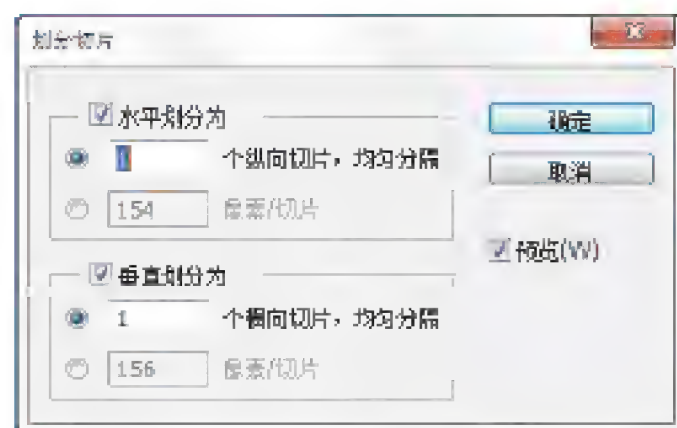 划分切片
水平划分为
确定
1 个纵向切片，均匀分隔
取消
154 像素/切片
预览(W)
垂直划分为
1 个横向切片，均匀分隔
156 像素/切片